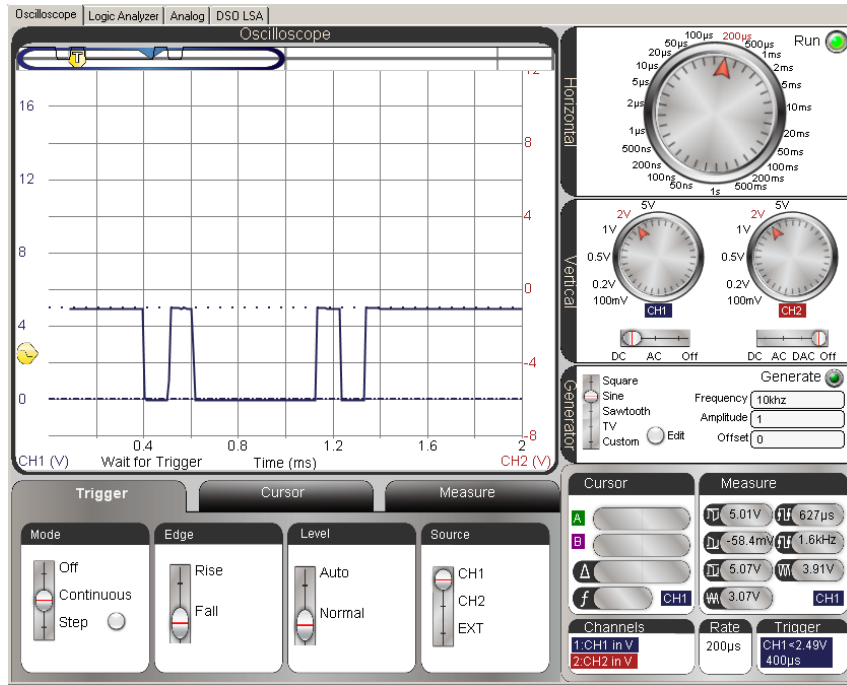 Oscilloscope Logic Analyzer Analog DSO LSA
Oscilloscope
T
16
12
8
4
0
12
8
4
0
-4
-8
0.4 0.8 1.2 1.6 2
CH1 (V) Wait for Trigger Time (ms) CH2 (V)
Horizontal
Run
1µs 2µs 5µs 10µs 20µs 50µs 100µs 200µs 500µs 1ms 2ms 5ms 10ms 20ms 50ms 100ms 200ms 500ms 1s 50ns 100ns 200ns 500ns
Vertical
5V 2V 1V 0.5V 0.2V 100mV
CH1
DC AC Off
5V 2V 1V 0.5V 0.2V 100mV
CH2
DC AC DAC Off
Generator
Generate
Square
Sine
Sawtooth
TV
Custom Edit
Frequency 10khz
Amplitude 1
Offset 0
Trigger Cursor Measure
Mode
Off
Continuous
Step
Edge
Rise
Fall
Level
Auto
Normal
Source
CH1
CH2
EXT
Cursor
A
B
Δ
f CH1
Measure
5.01V 627µs
-58.4mV 1.6kHz
5.07V 3.91V
3.07V CH1
Channels
1:CH1 in V
2:CH2 in V
Rate
200µs
Trigger
CH1<2.49V
400µs